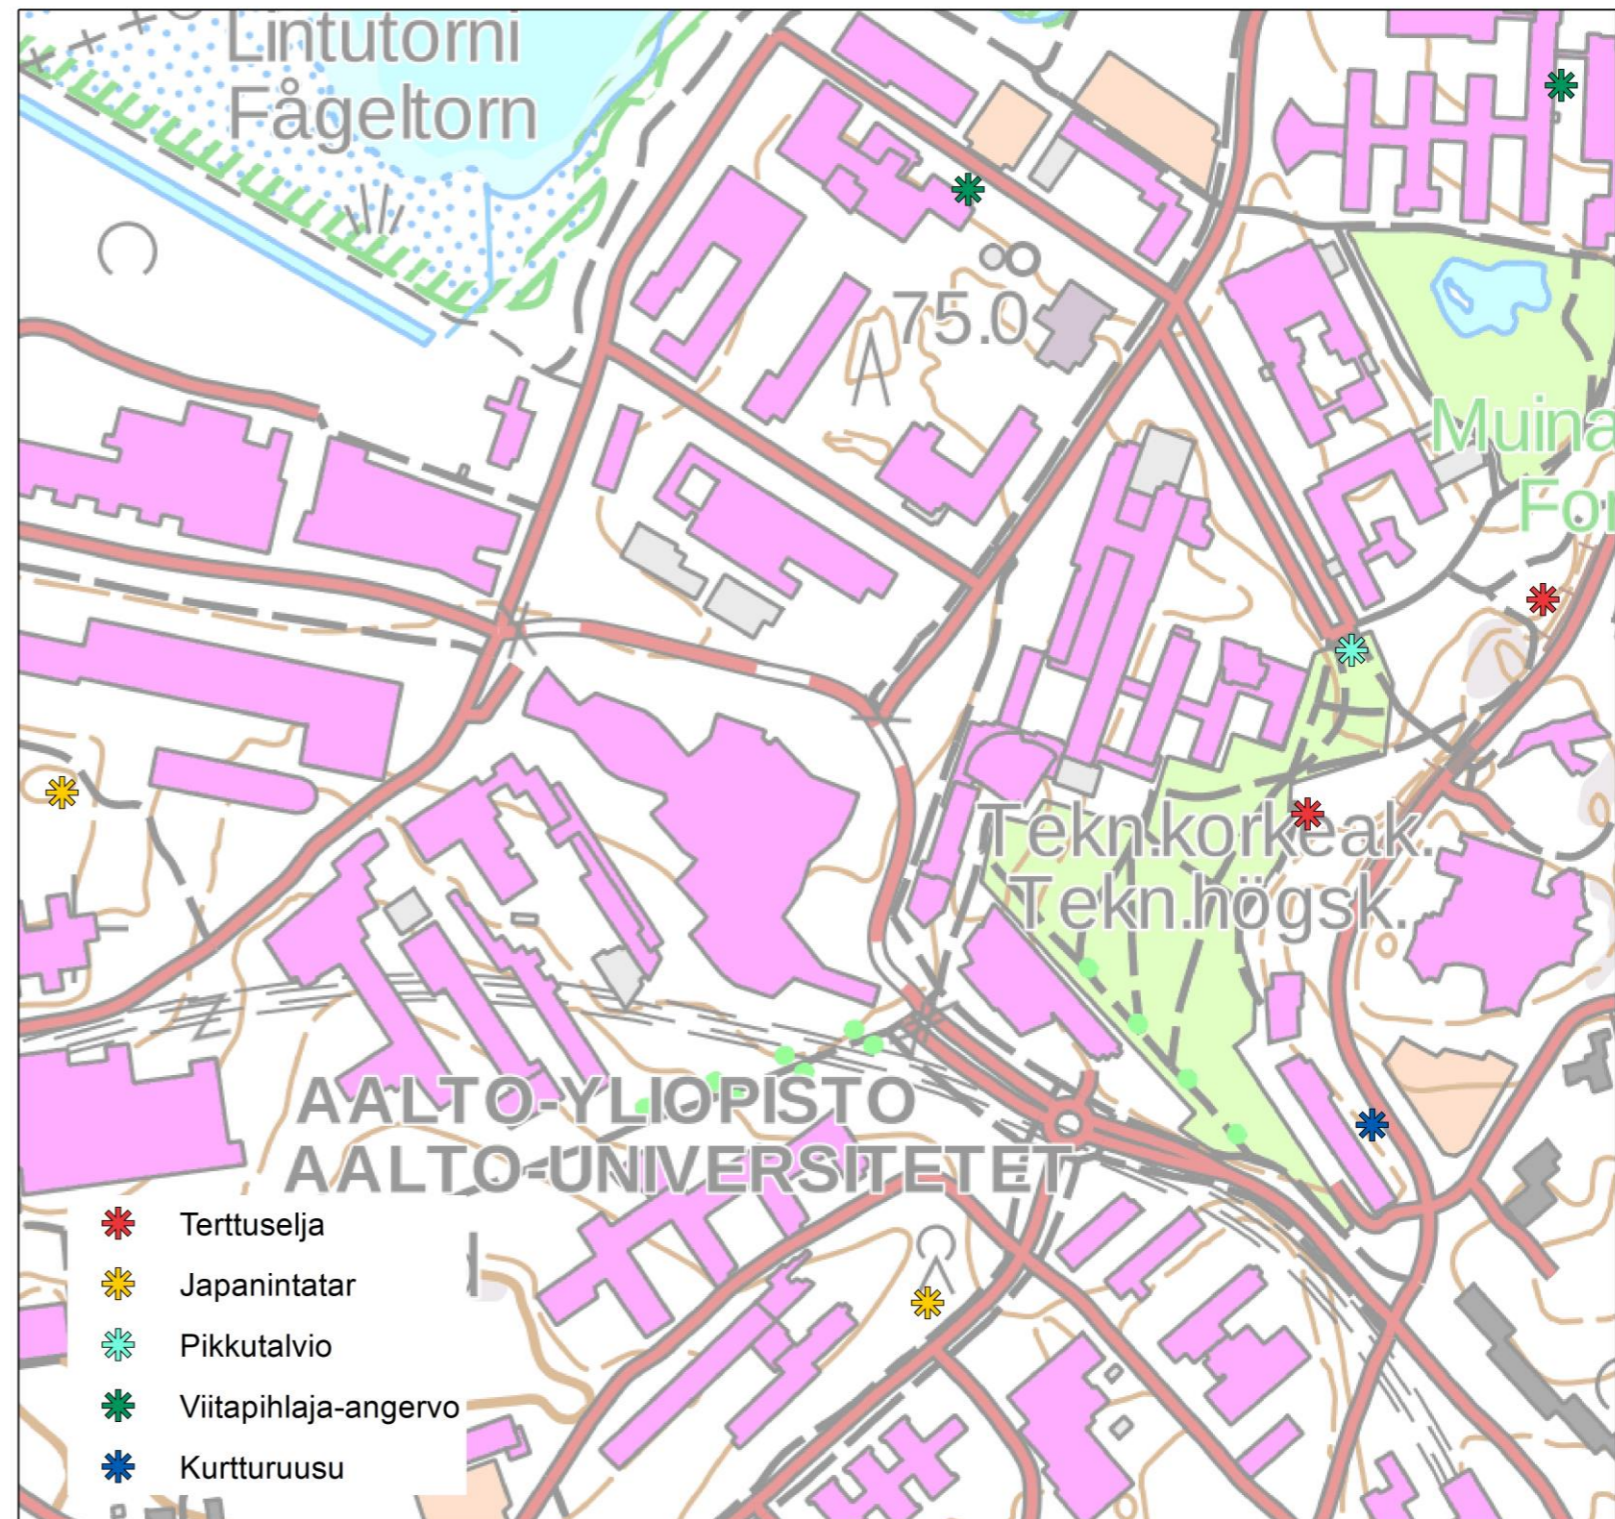 Lintutorni
Fågeltorn
75.0
Muina
For
Tekn.korkeak.
Tekn.högsk.
AALTO-YLIOPISTO
AALTO-UNIVERSITETET
Terttuselja
Japanintatar
Pikkutalvio
Viitapihlaja-angervo
Kurtturuusu